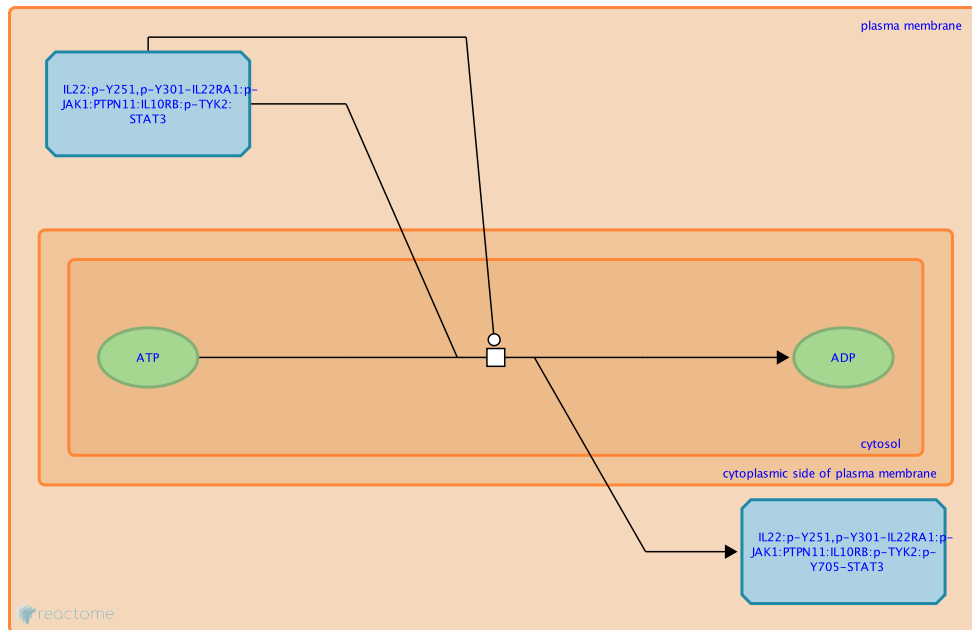 plasma membrane
IL22:p-Y251,p-Y301-IL22RA1:p-
JAK1:PTPN11:IL10RB:p-TYK2:
STAT3
ATP
ADP
cytosol
cytoplasmic side of plasma membrane
IL22:p-Y251,p-Y301-IL22RA1:p-
JAK1:PTPN11:IL10RB:p-TYK2:p-
Y705-STAT3
reactome